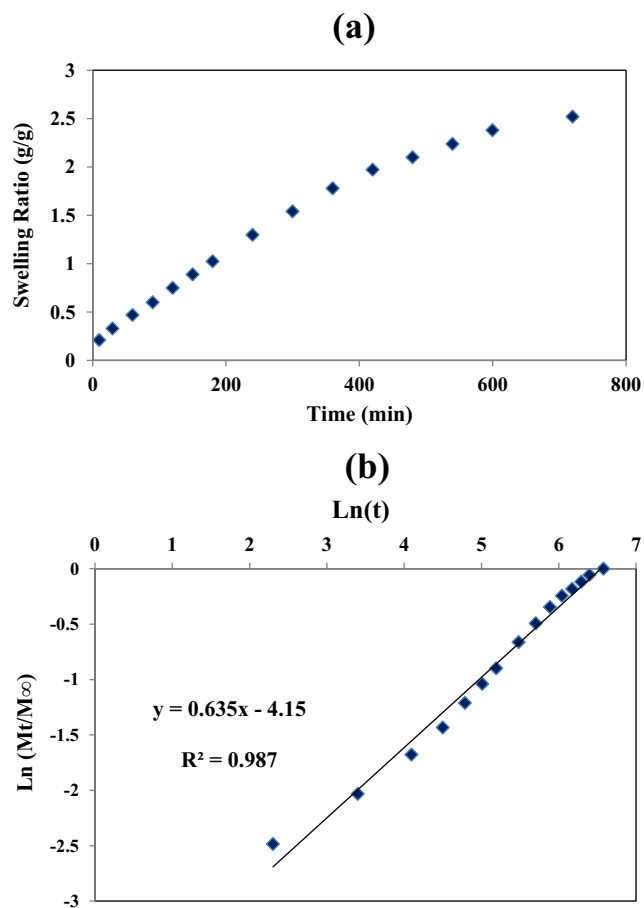 (a)
3
2.5
2
1.5
1
0.5
0
Swelling Ratio (g/g)
0 200 400 600 800
Time (min)
(b)
Ln(t)
0 1 2 3 4 5 6 7
0
-0.5
-1
-1.5
-2
-2.5
-3
Ln (Mt/M∞)
y = 0.635x - 4.15
R² = 0.987